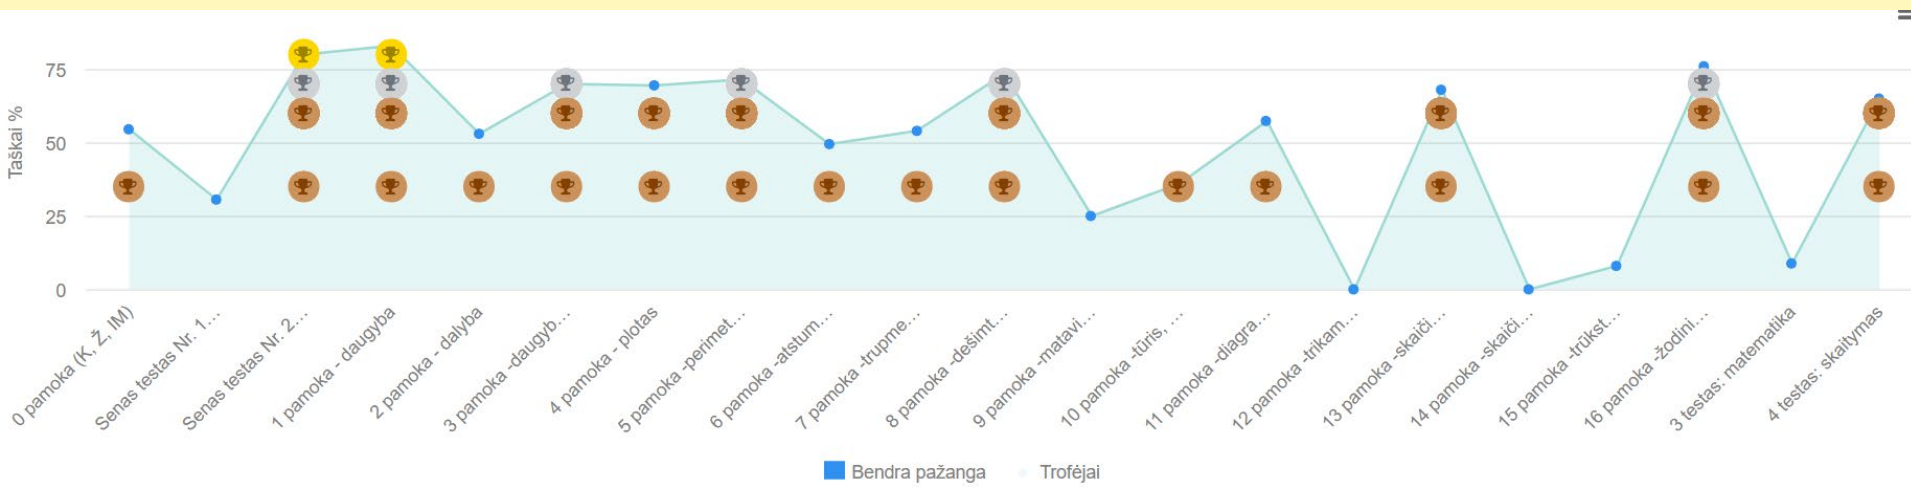 Taškai %
75
50
25
0
0 pamoka (K, Ž, IM)
Senas testas Nr. 1…
Senas testas Nr. 2…
1 pamoka - daugyba
2 pamoka - dalyba
3 pamoka -daugyb…
4 pamoka - plotas
5 pamoka -perimet…
6 pamoka -atstum…
7 pamoka -trupme…
8 pamoka -dešimt…
9 pamoka -matavi…
10 pamoka -tūris, …
11 pamoka -diagra…
12 pamoka -trikam…
13 pamoka -skaiči…
14 pamoka -skaiči…
15 pamoka -trūkst…
16 pamoka -žodini…
3 testas: matematika
4 testas: skaitymas
Bendra pažanga
Trofėjai